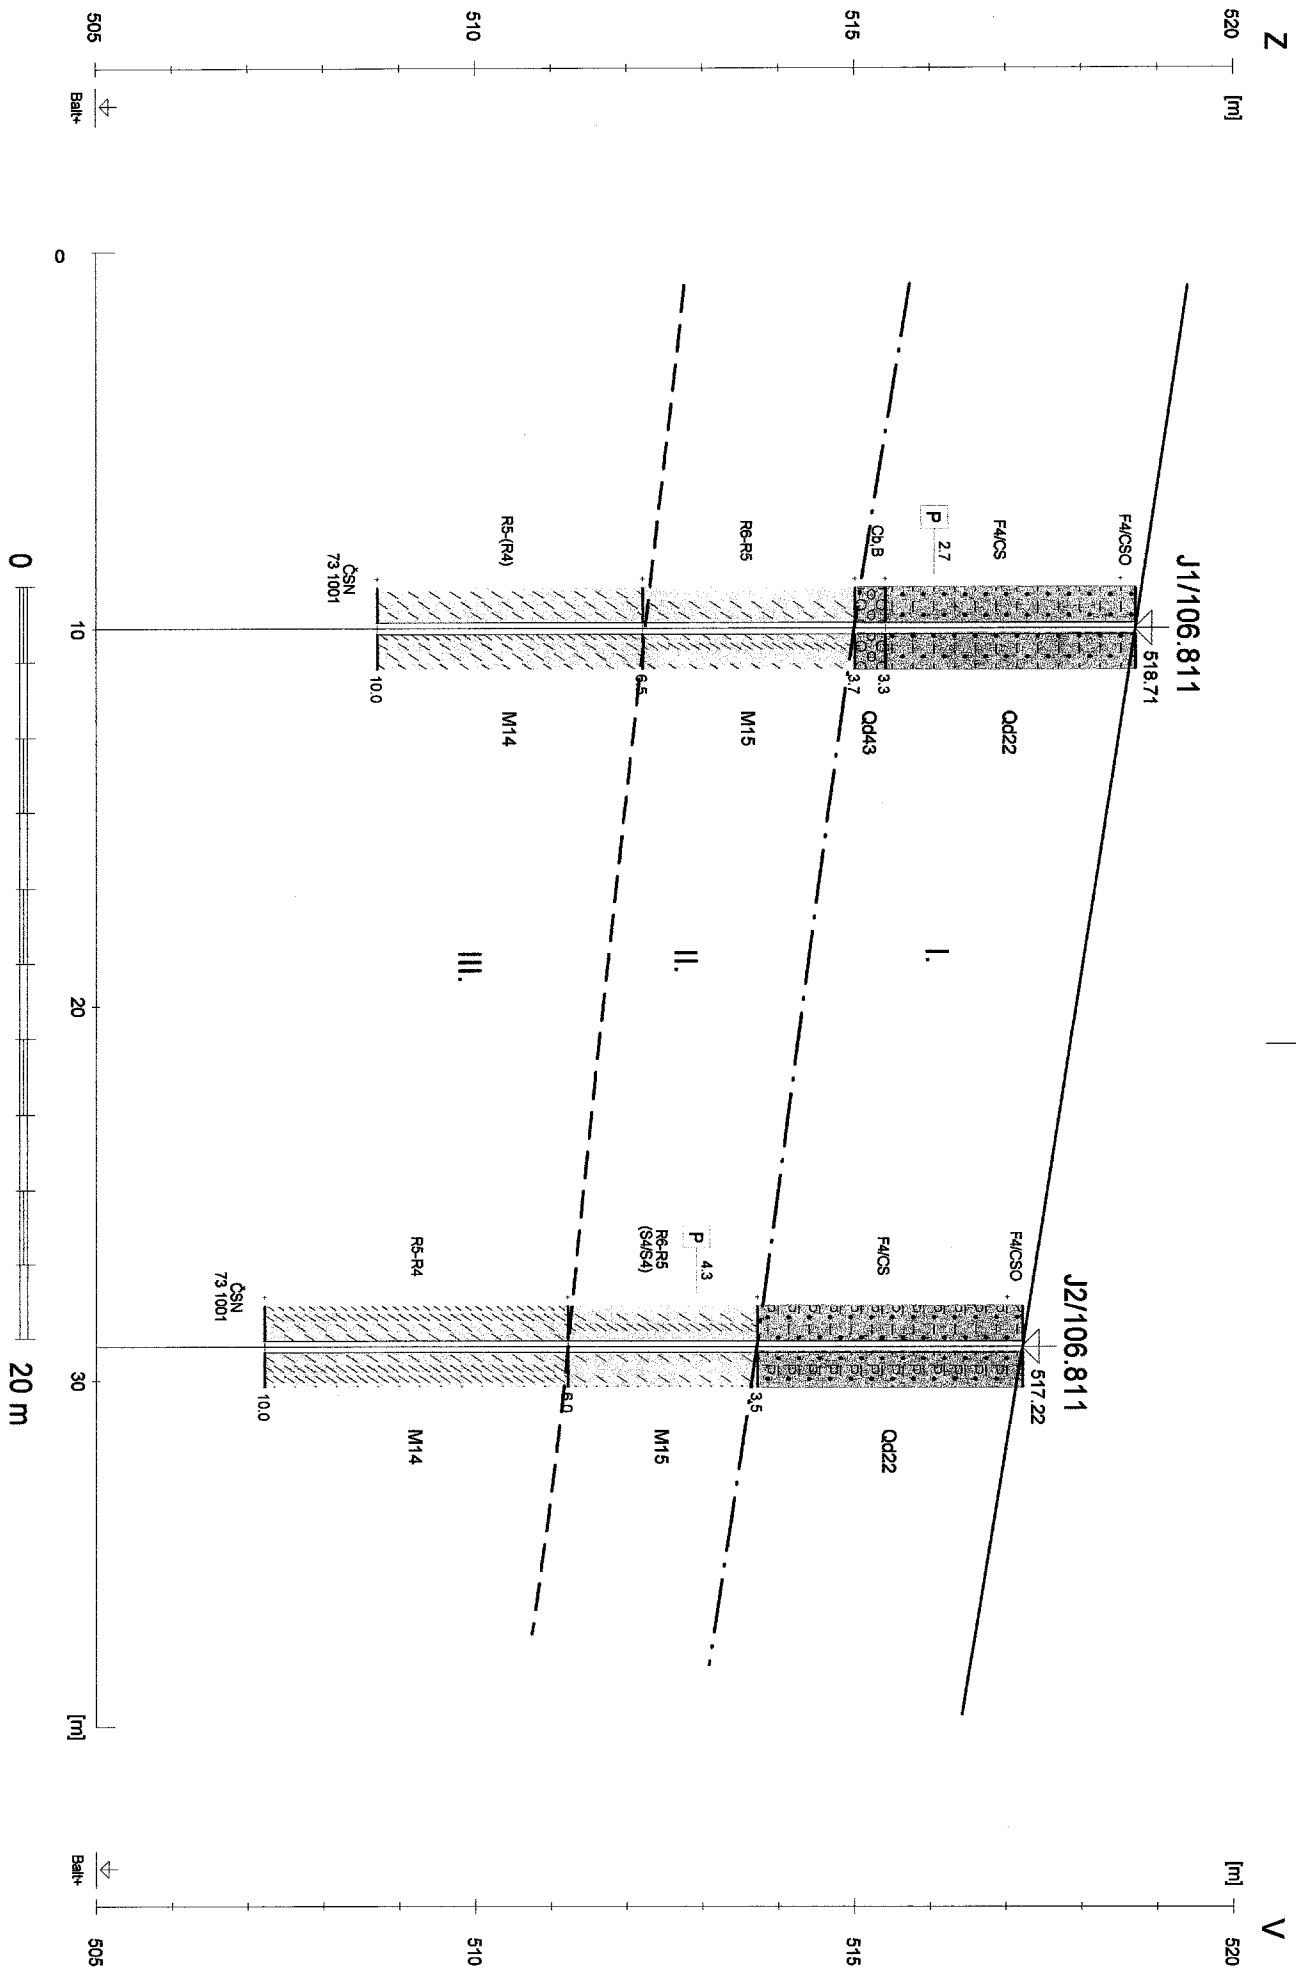 Z
V
[m]
[m]
520
515
510
505
520
515
510
505
Balt+
Balt+
J1/106.811
518.71
F4/CSO
F4/CS
P 2.7
Cb,B
R6-R5
R5-(R4)
ČSN
73 1001
3.3
3.7
6.5
10.0
Qd22
Qd43
M15
M14
I.
II.
III.
J2/106.811
517.22
F4/CSO
F4/CS
P 4.3
R6-R5
(S4/S4)
R5-R4
ČSN
73 1001
3.5
6.0
10.0
Qd22
M15
M14
0
10
20
30
[m]
0
20 m